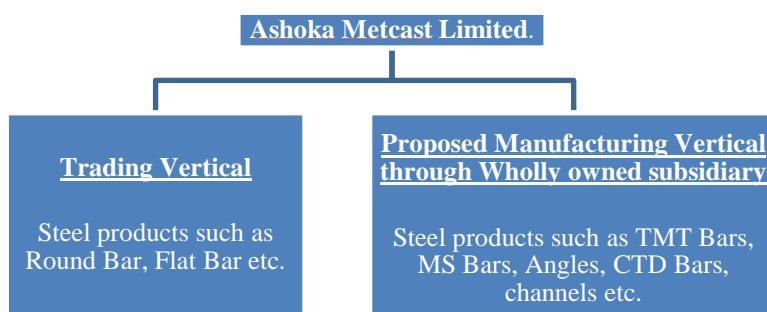 Ashoka Metcast Limited.
Trading Vertical
Steel products such as
Round Bar, Flat Bar etc.
Proposed Manufacturing Vertical
through Wholly owned subsidiary
Steel products such as TMT Bars,
MS Bars, Angles, CTD Bars,
channels etc.